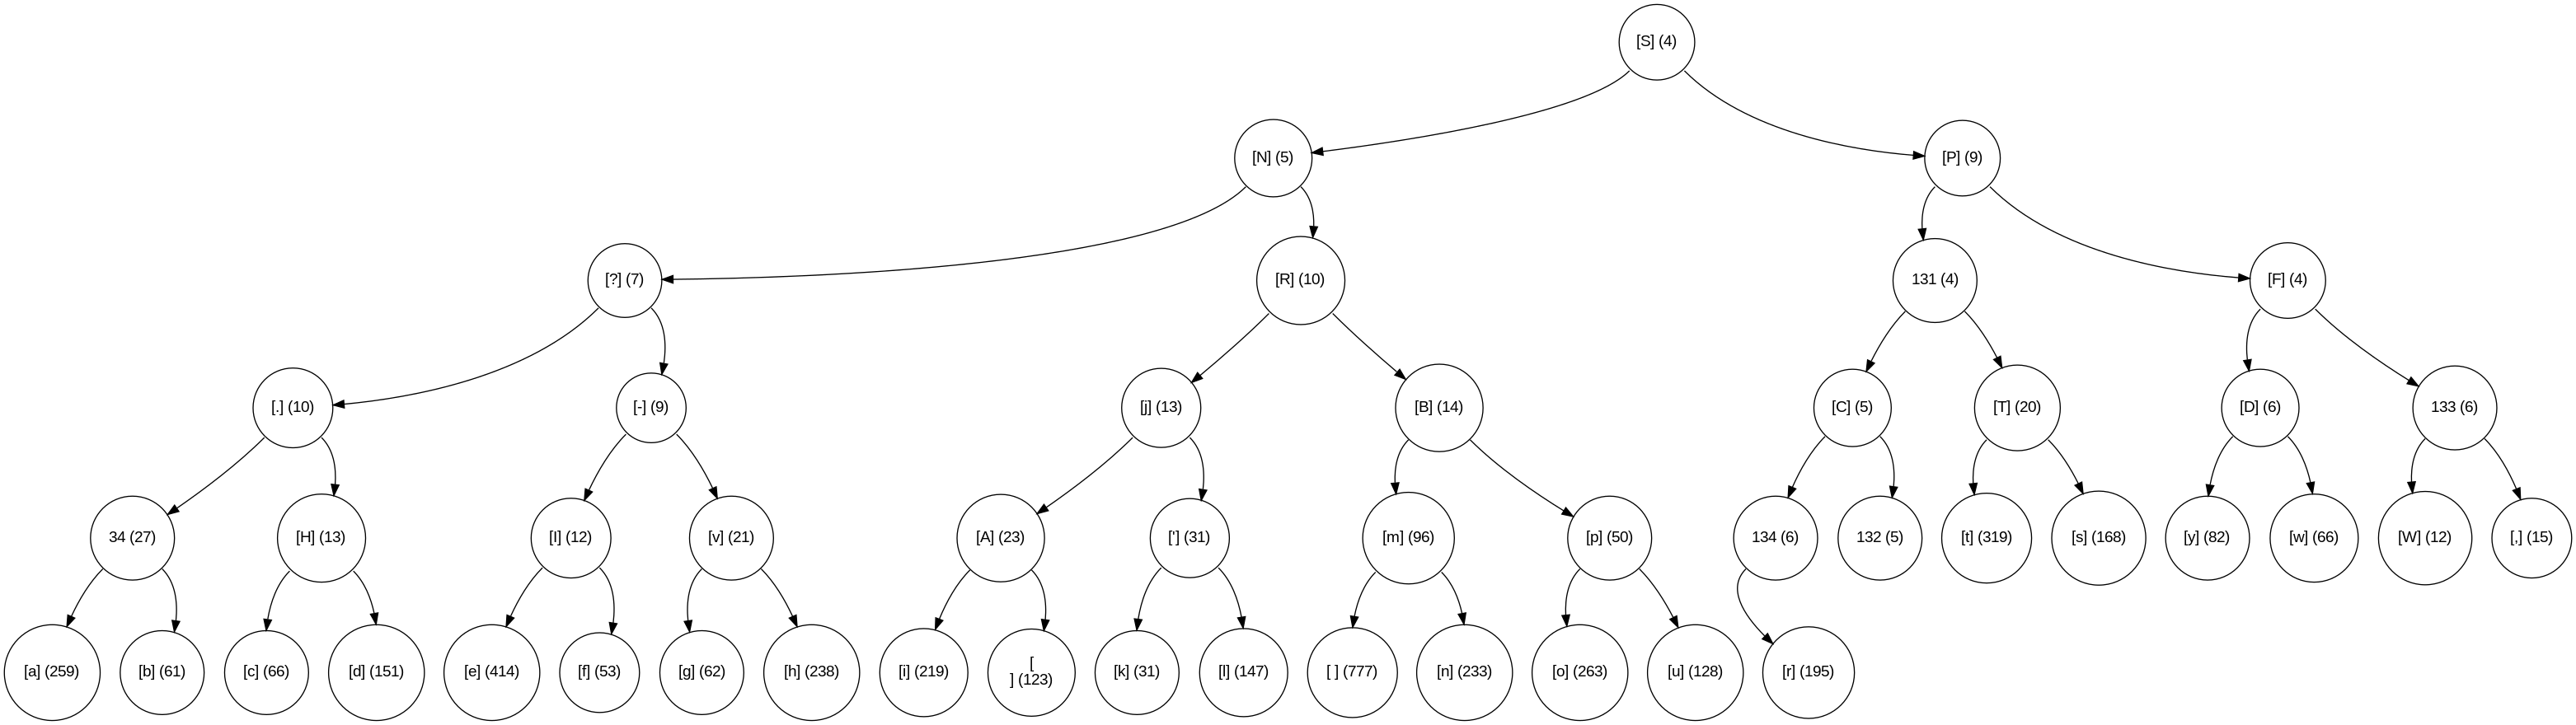 [S] (4)
[N] (5)
[P] (9)
[?] (7)
[R] (10)
131 (4)
[F] (4)
[.] (10)
[-] (9)
[j] (13)
[B] (14)
[C] (5)
[T] (20)
[D] (6)
133 (6)
34 (27)
[H] (13)
[I] (12)
[v] (21)
[A] (23)
['] (31)
[m] (96)
[p] (50)
134 (6)
132 (5)
[t] (319)
[s] (168)
[y] (82)
[w] (66)
[W] (12)
[,] (15)
[a] (259)
[b] (61)
[c] (66)
[d] (151)
[e] (414)
[f] (53)
[g] (62)
[h] (238)
[i] (219)
[
] (123)
[k] (31)
[l] (147)
[ ] (777)
[n] (233)
[o] (263)
[u] (128)
[r] (195)